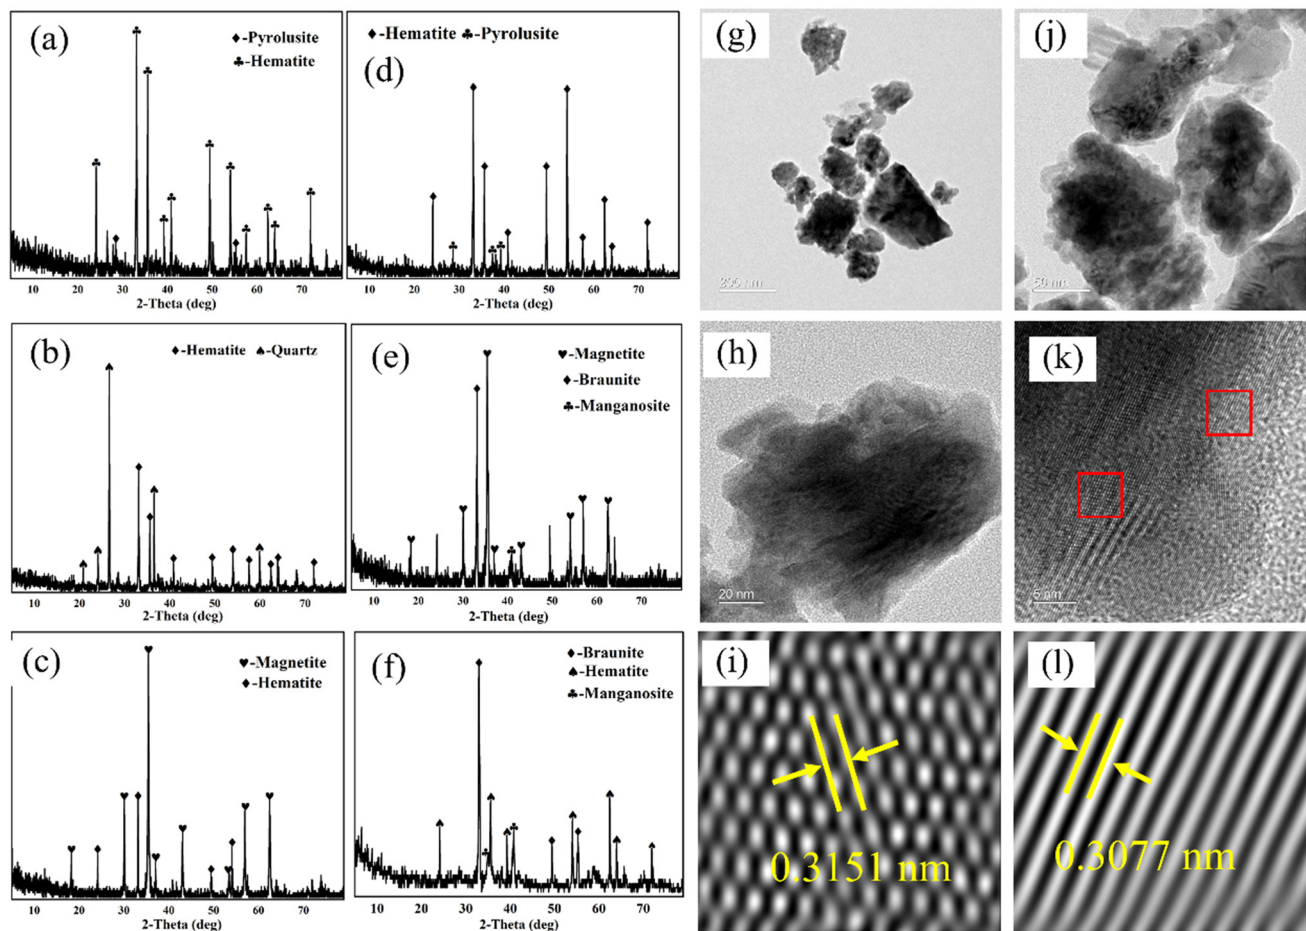 (a)
♦-Pyrolusite
♣-Hematite
10 20 30 40 50 60 70
2-Theta (deg)
(d)
♦-Hematite ♣-Pyrolusite
10 20 30 40 50 60 70
2-Theta (deg)
(g)
200 nm
(j)
50 nm
(b)
♦-Hematite ♠-Quartz
10 20 30 40 50 60 70
2-Theta (deg)
(e)
♥-Magnetite
♦-Braunite
♣-Manganosite
10 20 30 40 50 60 70
2-Theta (deg)
(h)
20 nm
(k)
5 nm
(c)
♥-Magnetite
♦-Hematite
10 20 30 40 50 60 70
2-Theta (deg)
(f)
♦-Braunite
♠-Hematite
♣-Manganosite
10 20 30 40 50 60 70
2-Theta (deg)
(i)
0.3151 nm
(l)
0.3077 nm